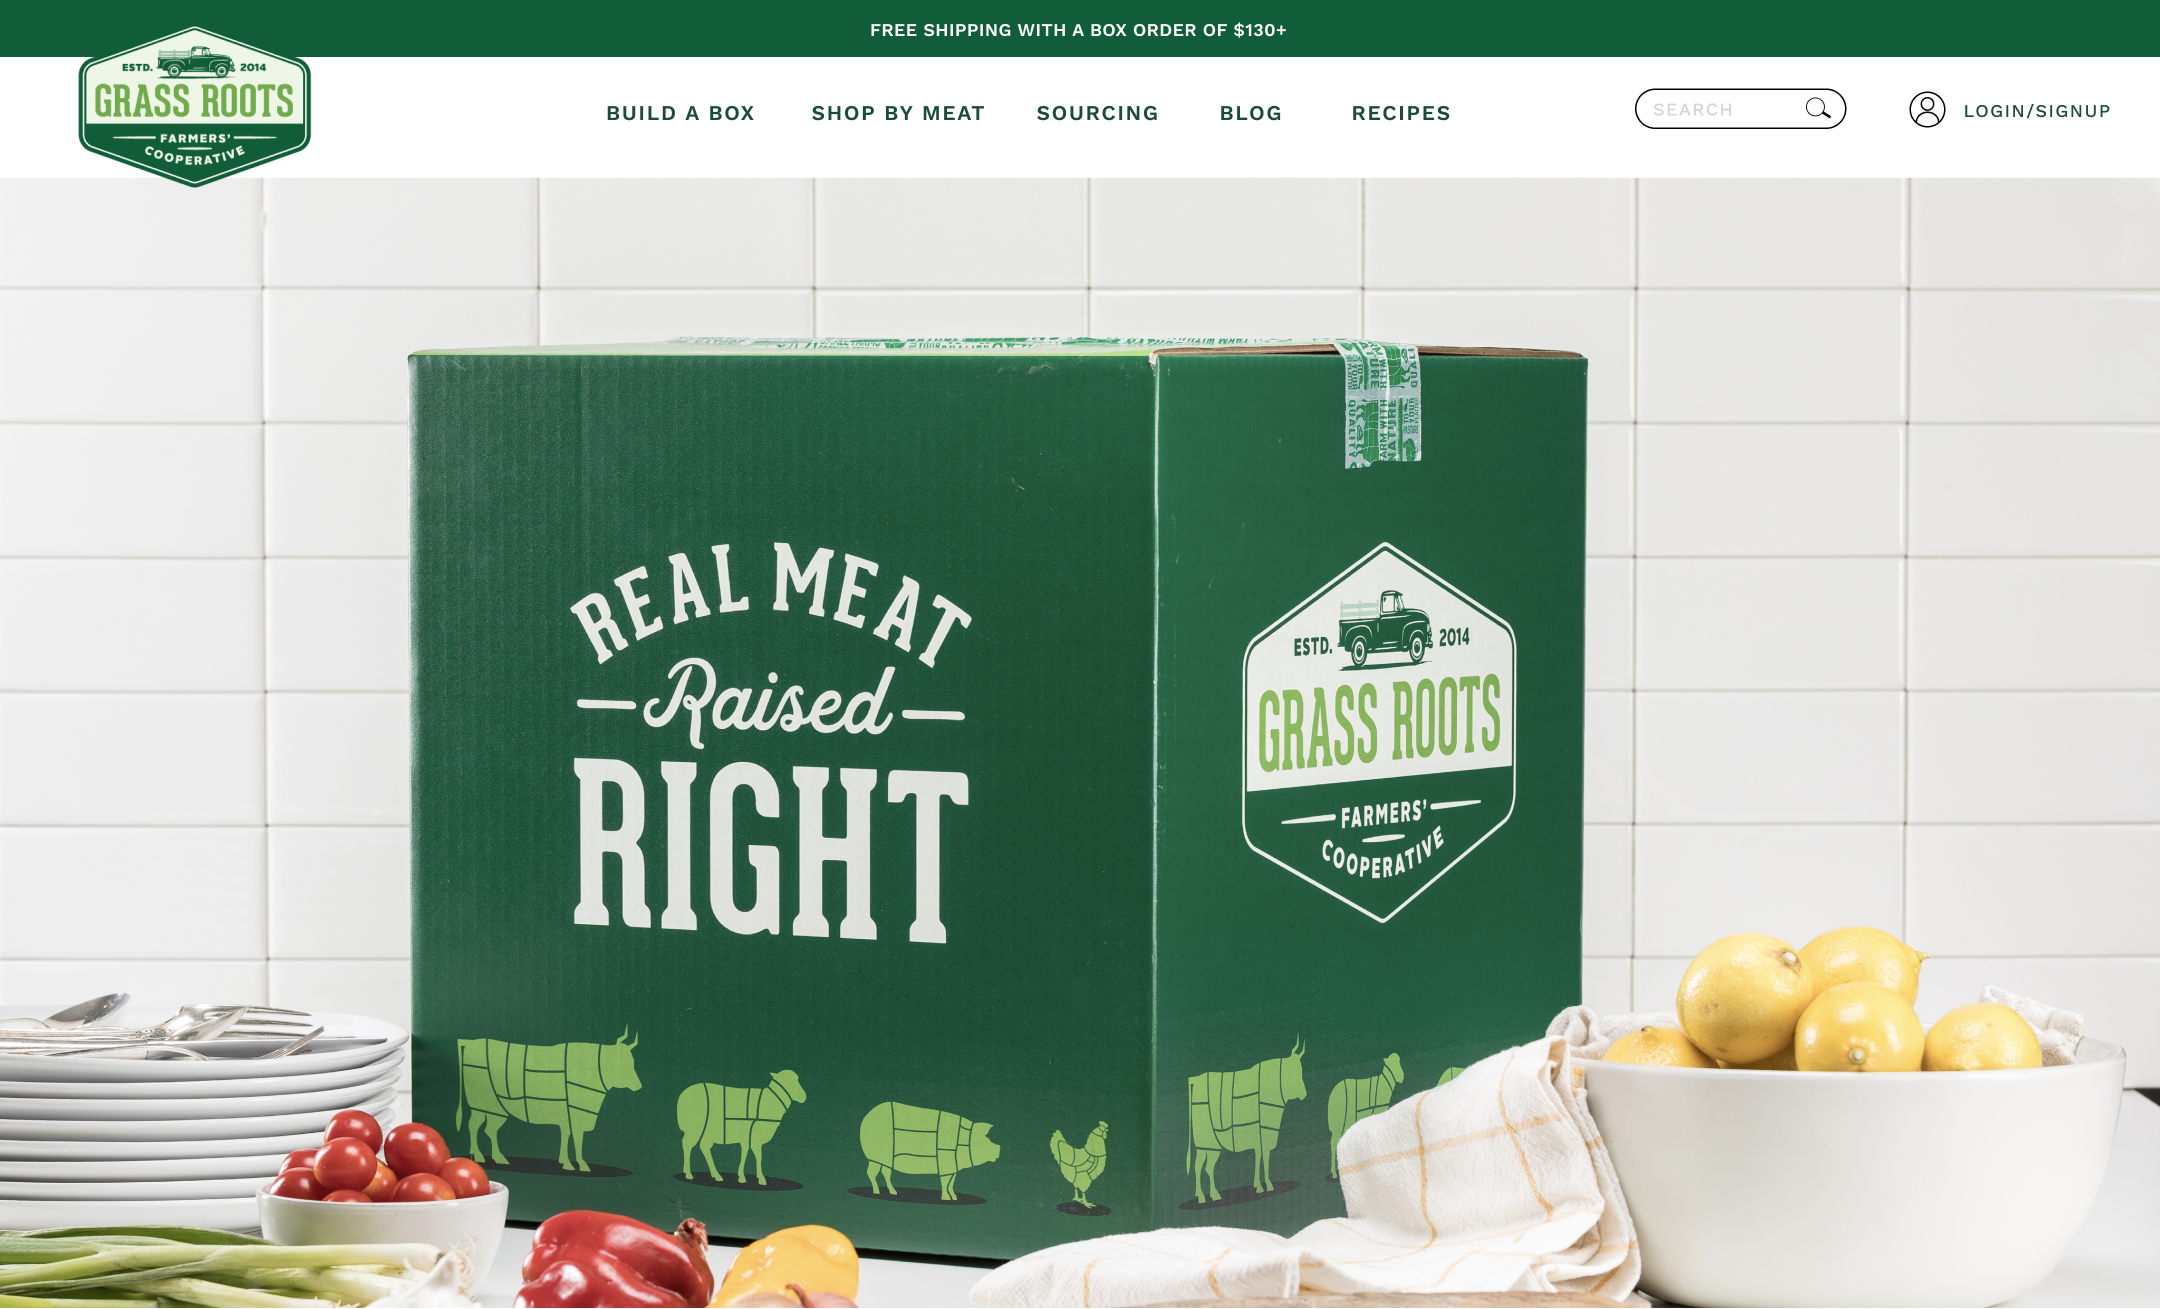 FREE SHIPPING WITH A BOX ORDER OF $130+
ESTD. 2014
GRASS ROOTS
FARMERS'
COOPERATIVE
BUILD A BOX
SHOP BY MEAT
SOURCING
BLOG
RECIPES
SEARCH
LOGIN/SIGNUP
REAL MEAT
Raised
RIGHT
ESTD. 2014
GRASS ROOTS
FARMERS'
COOPERATIVE